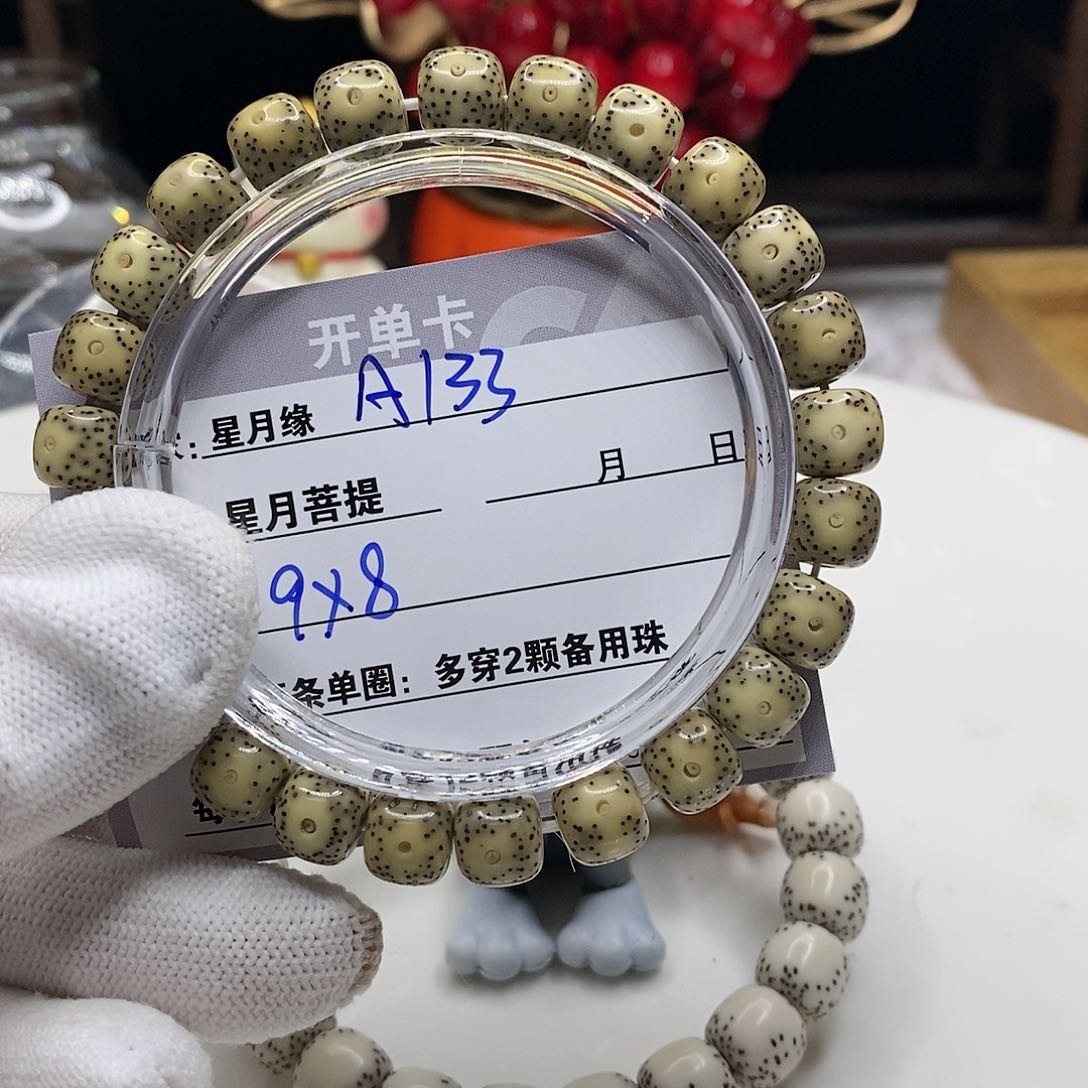 开单卡
星月缘 A133
星月菩提 月 日
9x8
条单圈：多穿2颗备用珠